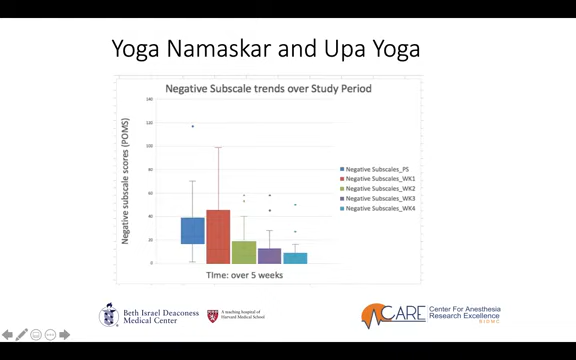 Yoga Namaskar and Upa Yoga
Negative Subscale trends over Study Period
Negative subscale scores (POMS)
140
120
100
80
60
40
20
0
Negative Subscales_PS
Negative Subscales_WK1
Negative Subscales_WK2
Negative Subscales_WK3
Negative Subscales_WK4
TIme: over 5 weeks
Beth Israel Deaconess
Medical Center
A teaching hospital of
Harvard Medical School
CARE
Center For Anesthesia
Research Excellence
BIDMC